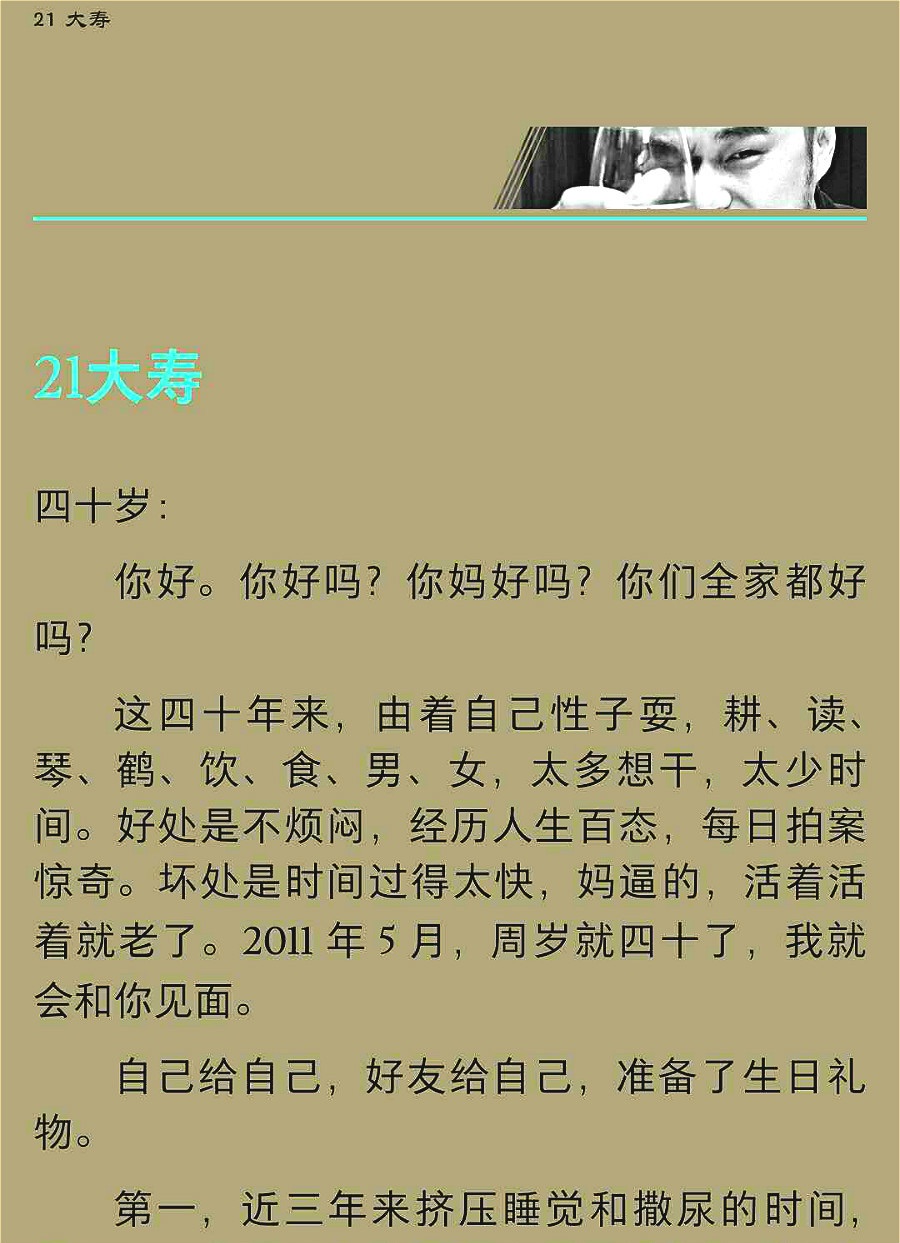 21 大寿
21大寿
四十岁：
你好。你好吗？你妈好吗？你们全家都好
吗？
这四十年来，由着自己性子耍，耕、读、
琴、鹤、饮、食、男、女，太多想干，太少时
间。好处是不烦闷，经历人生百态，每日拍案
惊奇。坏处是时间过得太快，妈逼的，活着活
着就老了。2011 年 5 月，周岁就四十了，我就
会和你见面。
自己给自己，好友给自己，准备了生日礼
物。
第一，近三年来挤压睡觉和撒尿的时间，